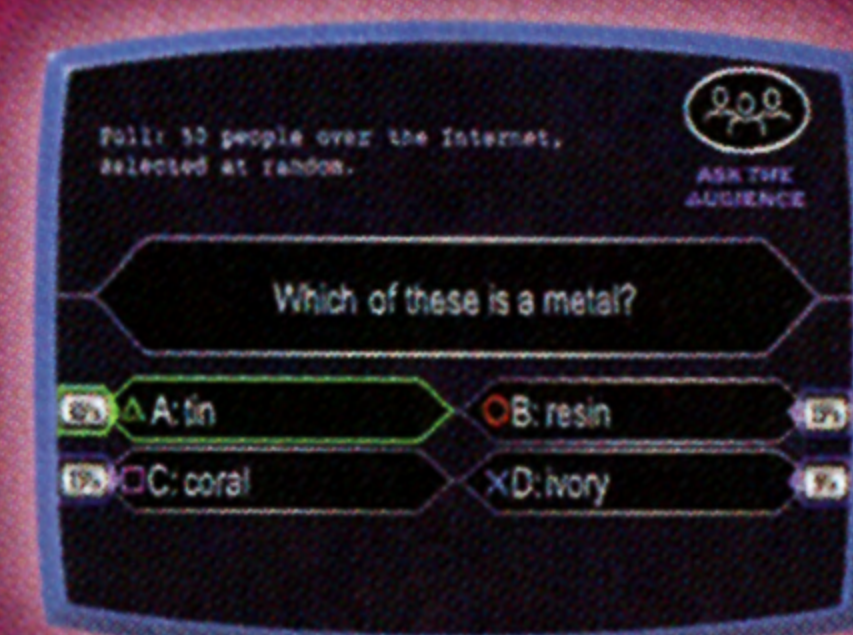 Poll: 50 people over the Internet,
selected at random.
ASK THE
AUDIENCE
Which of these is a metal?
A: tin
B: resin
C: coral
D: ivory
9%